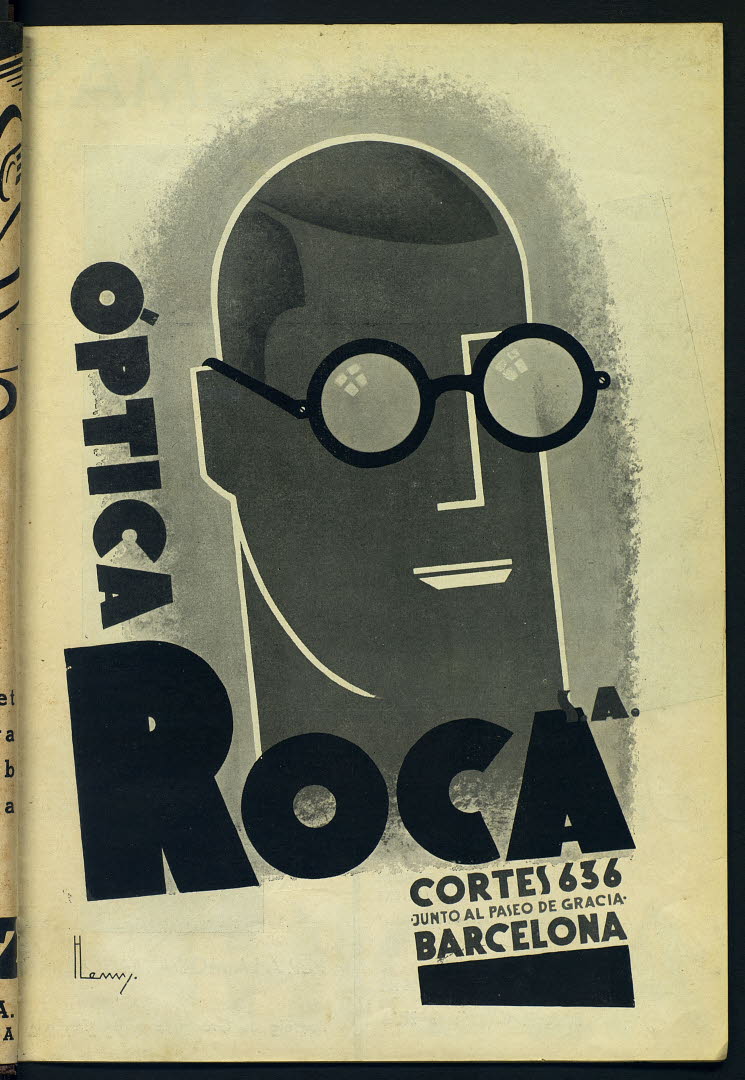 ÓPTICA
ROCA S.A.
CORTES 636
·JUNTO AL PASEO DE GRACIA·
BARCELONA